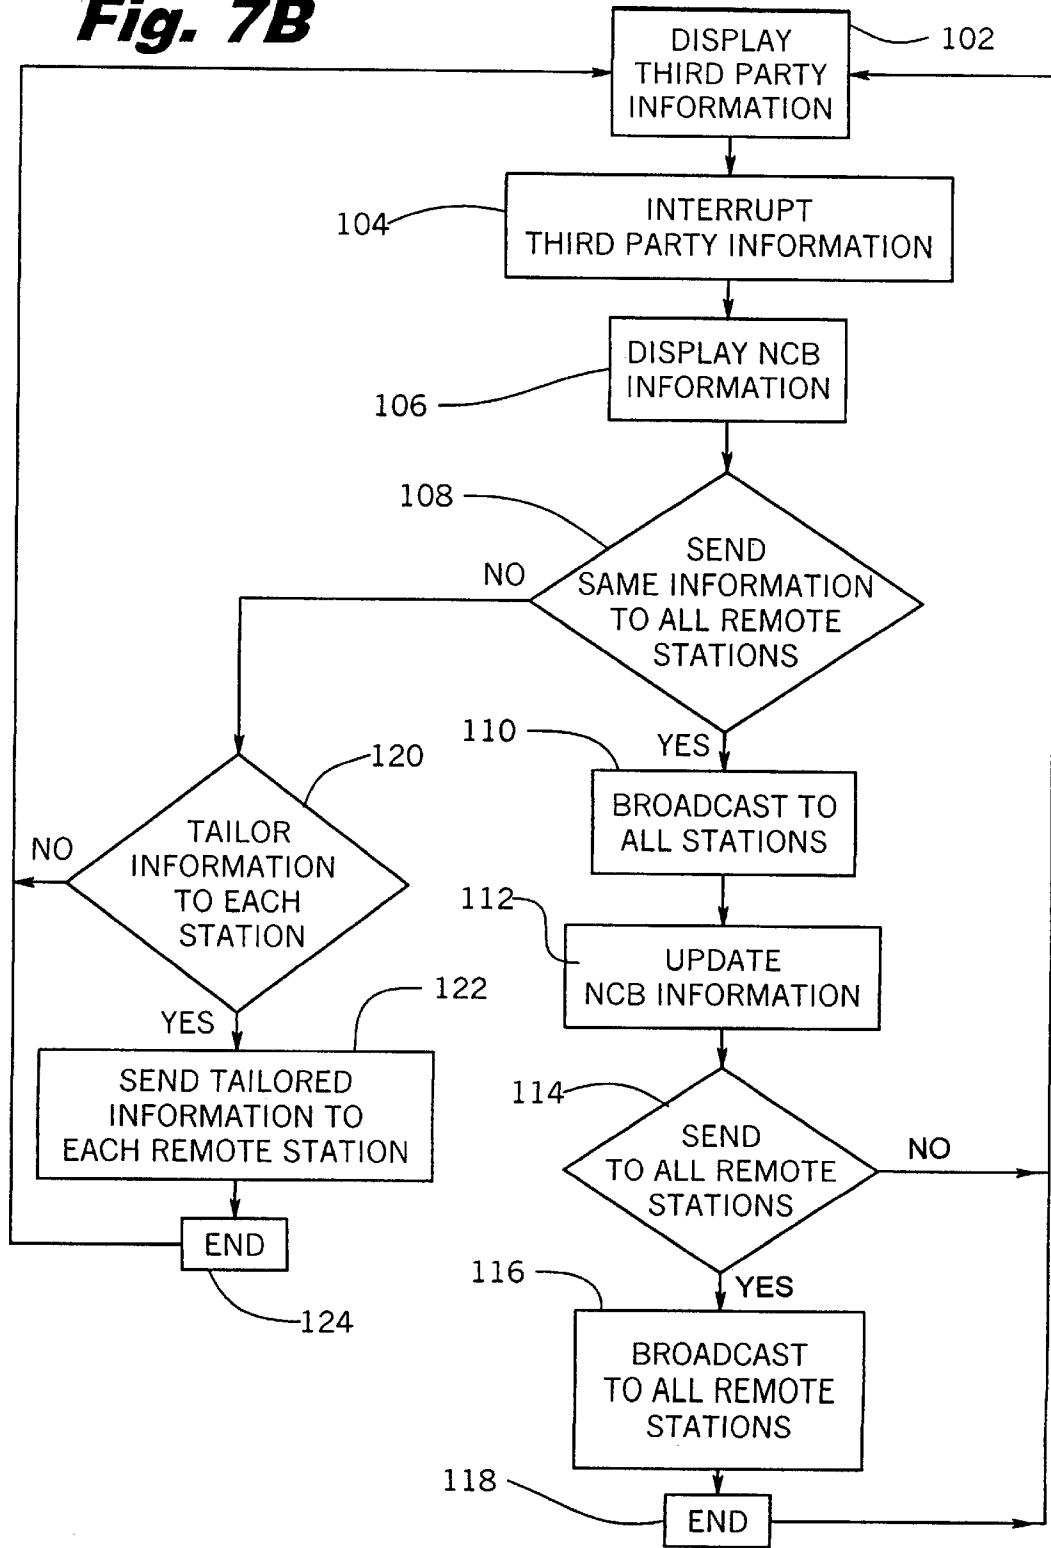 Fig. 7B
DISPLAY
THIRD PARTY
INFORMATION
102
104
INTERRUPT
THIRD PARTY INFORMATION
DISPLAY NCB
INFORMATION
106
108
SEND
SAME INFORMATION
TO ALL REMOTE
STATIONS
NO
YES
110
BROADCAST TO
ALL STATIONS
120
TAILOR
INFORMATION
TO EACH
STATION
NO
YES
112
UPDATE
NCB INFORMATION
122
SEND TAILORED
INFORMATION TO
EACH REMOTE STATION
114
SEND
TO ALL REMOTE
STATIONS
NO
YES
END
124
116
BROADCAST
TO ALL REMOTE
STATIONS
118
END